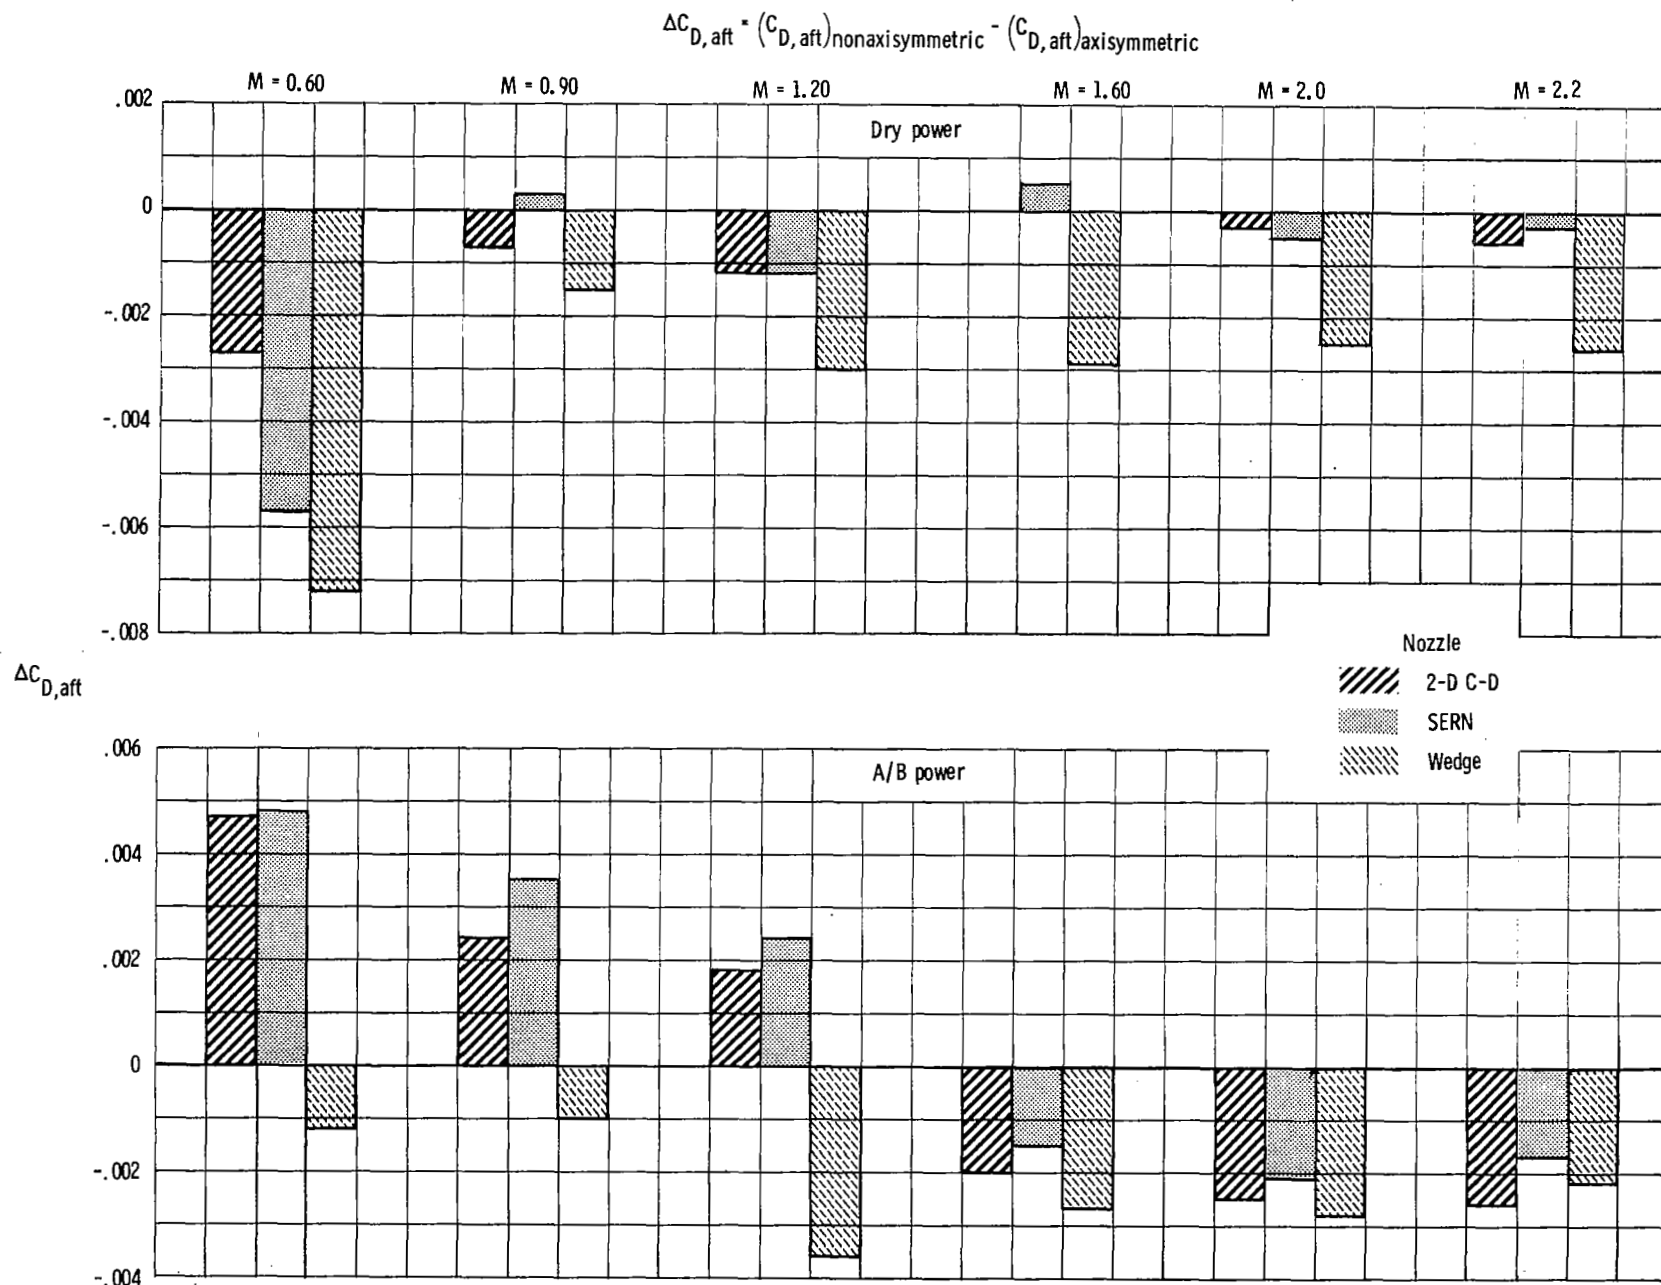 ΔC_D,aft = (C_D,aft)nonaxisymmetric - (C_D,aft)axisymmetric
M = 0.60 M = 0.90 M = 1.20 M = 1.60 M = 2.0 M = 2.2
.002
Dry power
0
-.002
-.004
-.006
-.008
ΔC_D,aft
Nozzle
2-D C-D
SERN
Wedge
.006
A/B power
.004
.002
0
-.002
-.004